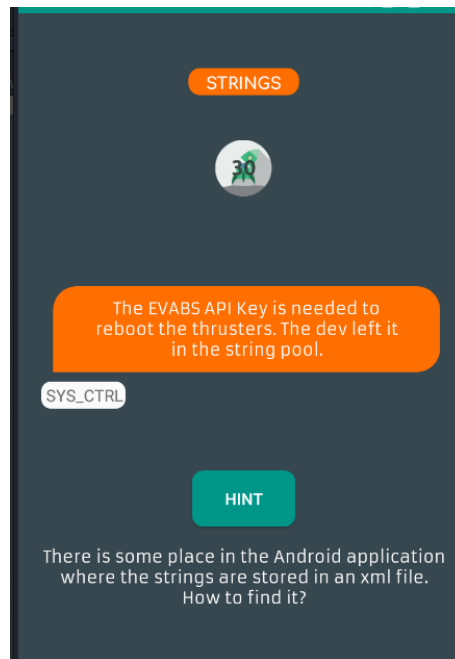 STRINGS
30
The EVABS API Key is needed to
reboot the thrusters. The dev left it
in the string pool.
SYS_CTRL
HINT
There is some place in the Android application
where the strings are stored in an xml file.
How to find it?